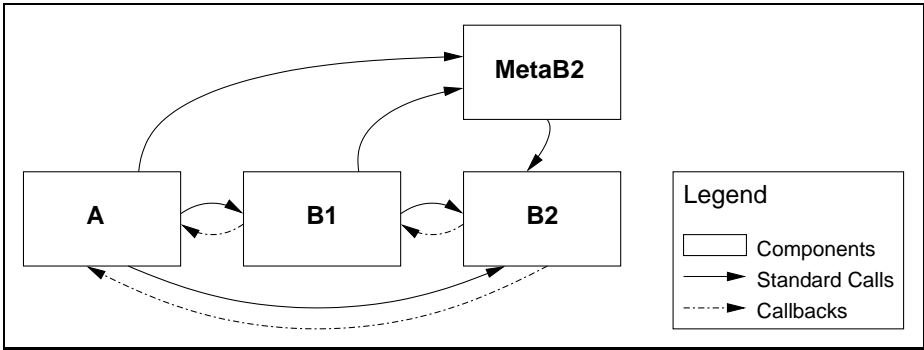 MetaB2
A
B1
B2
Legend
Components
Standard Calls
Callbacks